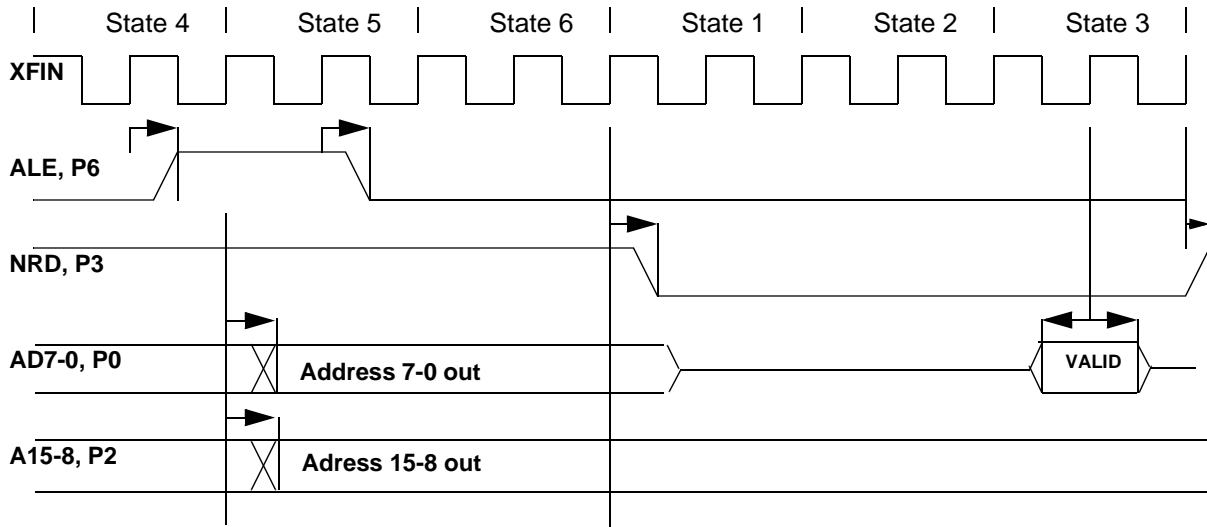 State 4 State 5 State 6 State 1 State 2 State 3
XFIN
ALE, P6
NRD, P3
AD7-0, P0 Address 7-0 out VALID
A15-8, P2 Adress 15-8 out